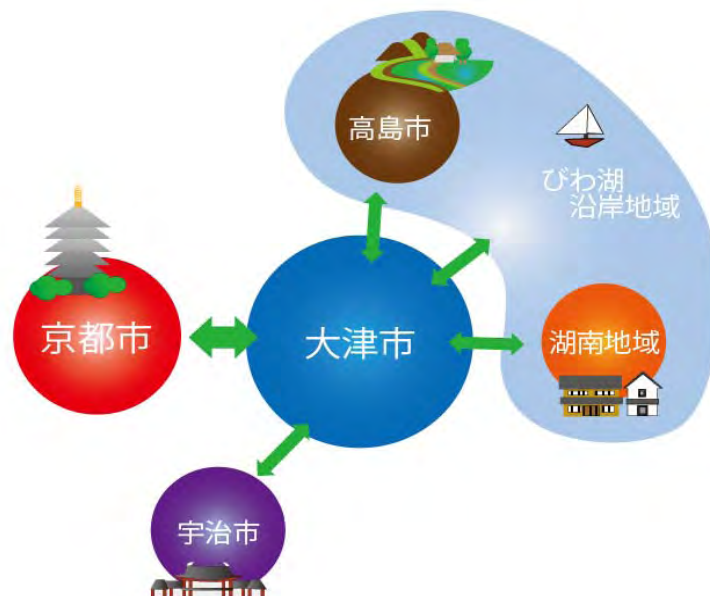 高島市
びわ湖
沿岸地域
京都市
大津市
湖南地域
宇治市